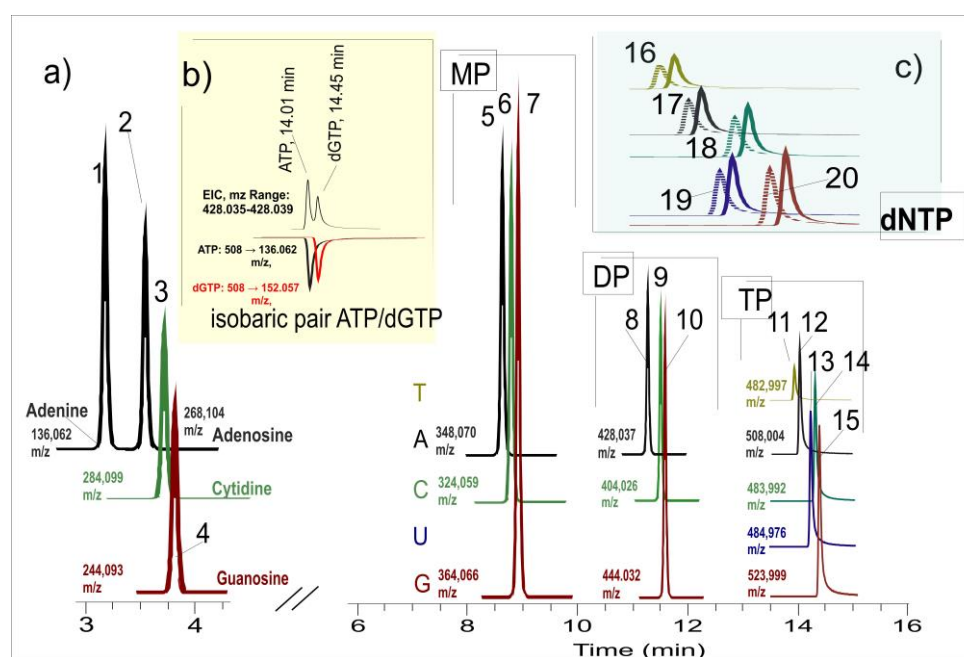 a)
1
2
3
4
Adenine
136,062
m/z
268,104
m/z
Adenosine
284,099
m/z
Cytidine
244,093
m/z
Guanosine
b)
ATP, 14.01 min
dGTP, 14.45 min
EIC, mz Range:
428.035-428.039
ATP: 508 → 136.062
m/z,
dGTP: 508 → 152.057
m/z,
isobaric pair ATP/dGTP
MP
5 6 7
T
A
C
U
G
348,070
m/z
324,059
m/z
364,066
m/z
DP
8
9
10
428,037
m/z
404,026
m/z
444.032
m/z
c)
16
17
18
19
20
dNTP
TP
11
12
13
14
15
482,997
m/z
508,004
m/z
483,992
m/z
484,976
m/z
523,999
m/z
3 4 8 10 12 14 16
6
Time (min)